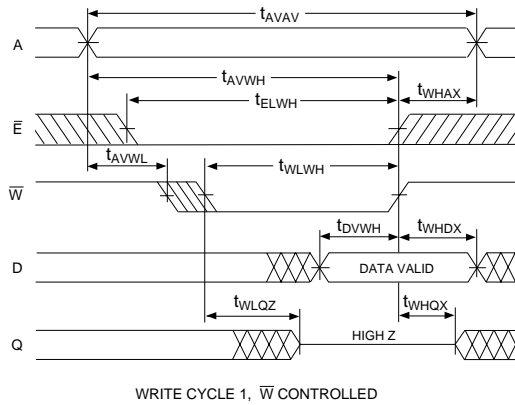 tAVAV
A
tAVWH
tELWH
tWHAX
E̅
tAVWL
tWLWH
W̅
tDVWH
tWHDX
D
DATA VALID
tWLQZ
tWHQX
Q
HIGH Z
WRITE CYCLE 1, W̅ CONTROLLED